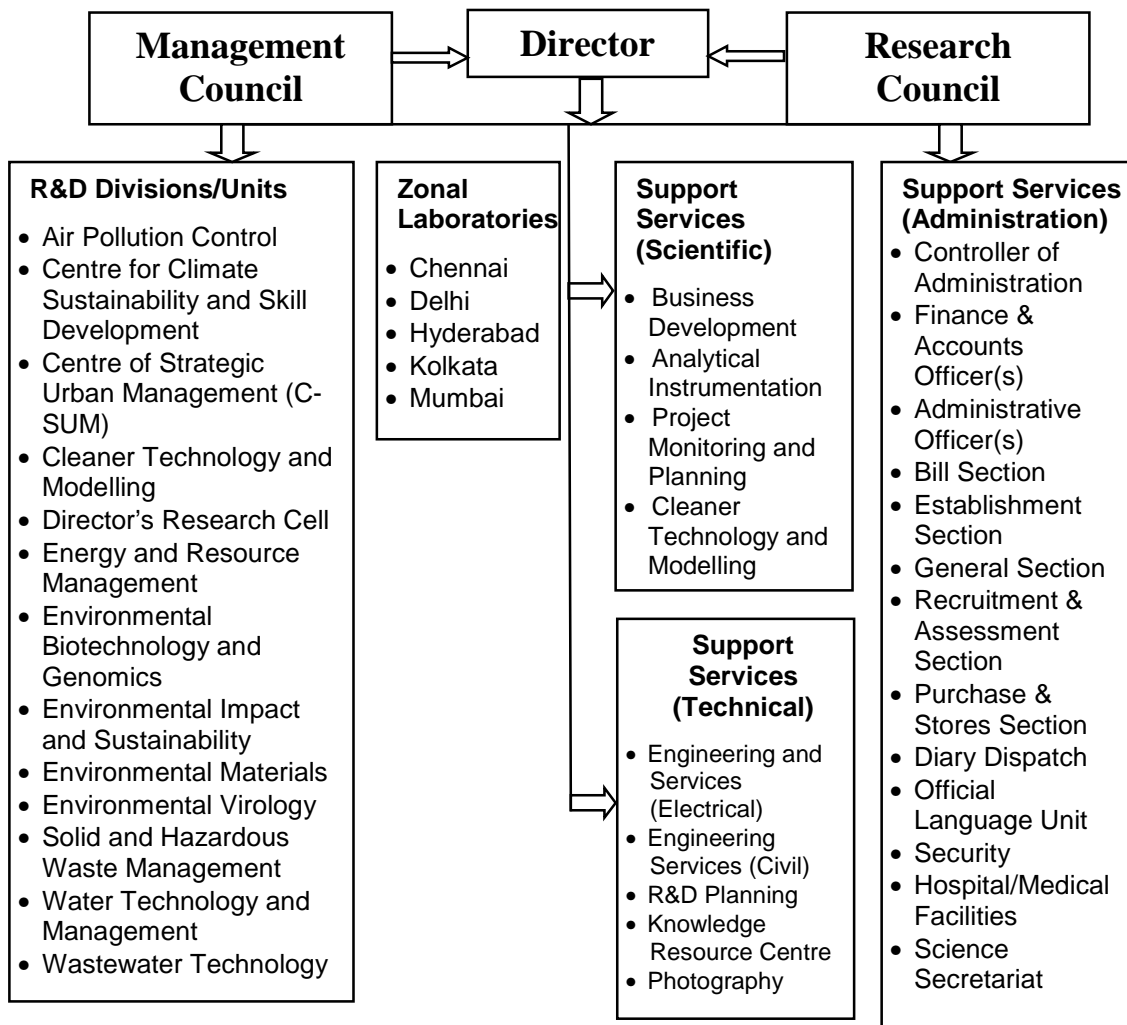 Management
Council
Director
Research
Council
R&D Divisions/Units
• Air Pollution Control
• Centre for Climate
Sustainability and Skill
Development
• Centre of Strategic
Urban Management (C-
SUM)
• Cleaner Technology and
Modelling
• Director’s Research Cell
• Energy and Resource
Management
• Environmental
Biotechnology and
Genomics
• Environmental Impact
and Sustainability
• Environmental Materials
• Environmental Virology
• Solid and Hazardous
Waste Management
• Water Technology and
Management
• Wastewater Technology
Zonal
Laboratories
• Chennai
• Delhi
• Hyderabad
• Kolkata
• Mumbai
Support
Services
(Scientific)
• Business
Development
• Analytical
Instrumentation
• Project
Monitoring and
Planning
• Cleaner
Technology and
Modelling
Support
Services
(Technical)
• Engineering and
Services
(Electrical)
• Engineering
Services (Civil)
• R&D Planning
• Knowledge
Resource Centre
• Photography
Support Services
(Administration)
• Controller of
Administration
• Finance &
Accounts
Officer(s)
• Administrative
Officer(s)
• Bill Section
• Establishment
Section
• General Section
• Recruitment &
Assessment
Section
• Purchase &
Stores Section
• Diary Dispatch
• Official
Language Unit
• Security
• Hospital/Medical
Facilities
• Science
Secretariat